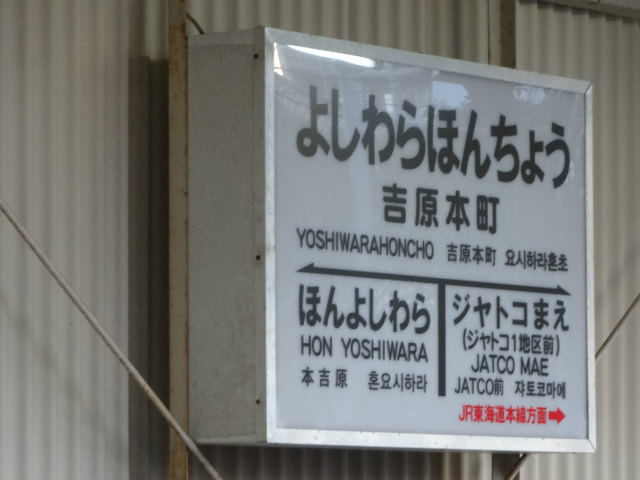 よしわらほんちょう
吉原本町
YOSHIWARAHONCHO 吉原本町 요시하라혼초
ほんよしわら
HON YOSHIWARA
本吉原 혼요시하라
ジヤトコまえ
(ジヤトコ1地区前)
JATCO MAE
JATCO前 쟈토코마에
JR東海道本線方面➡